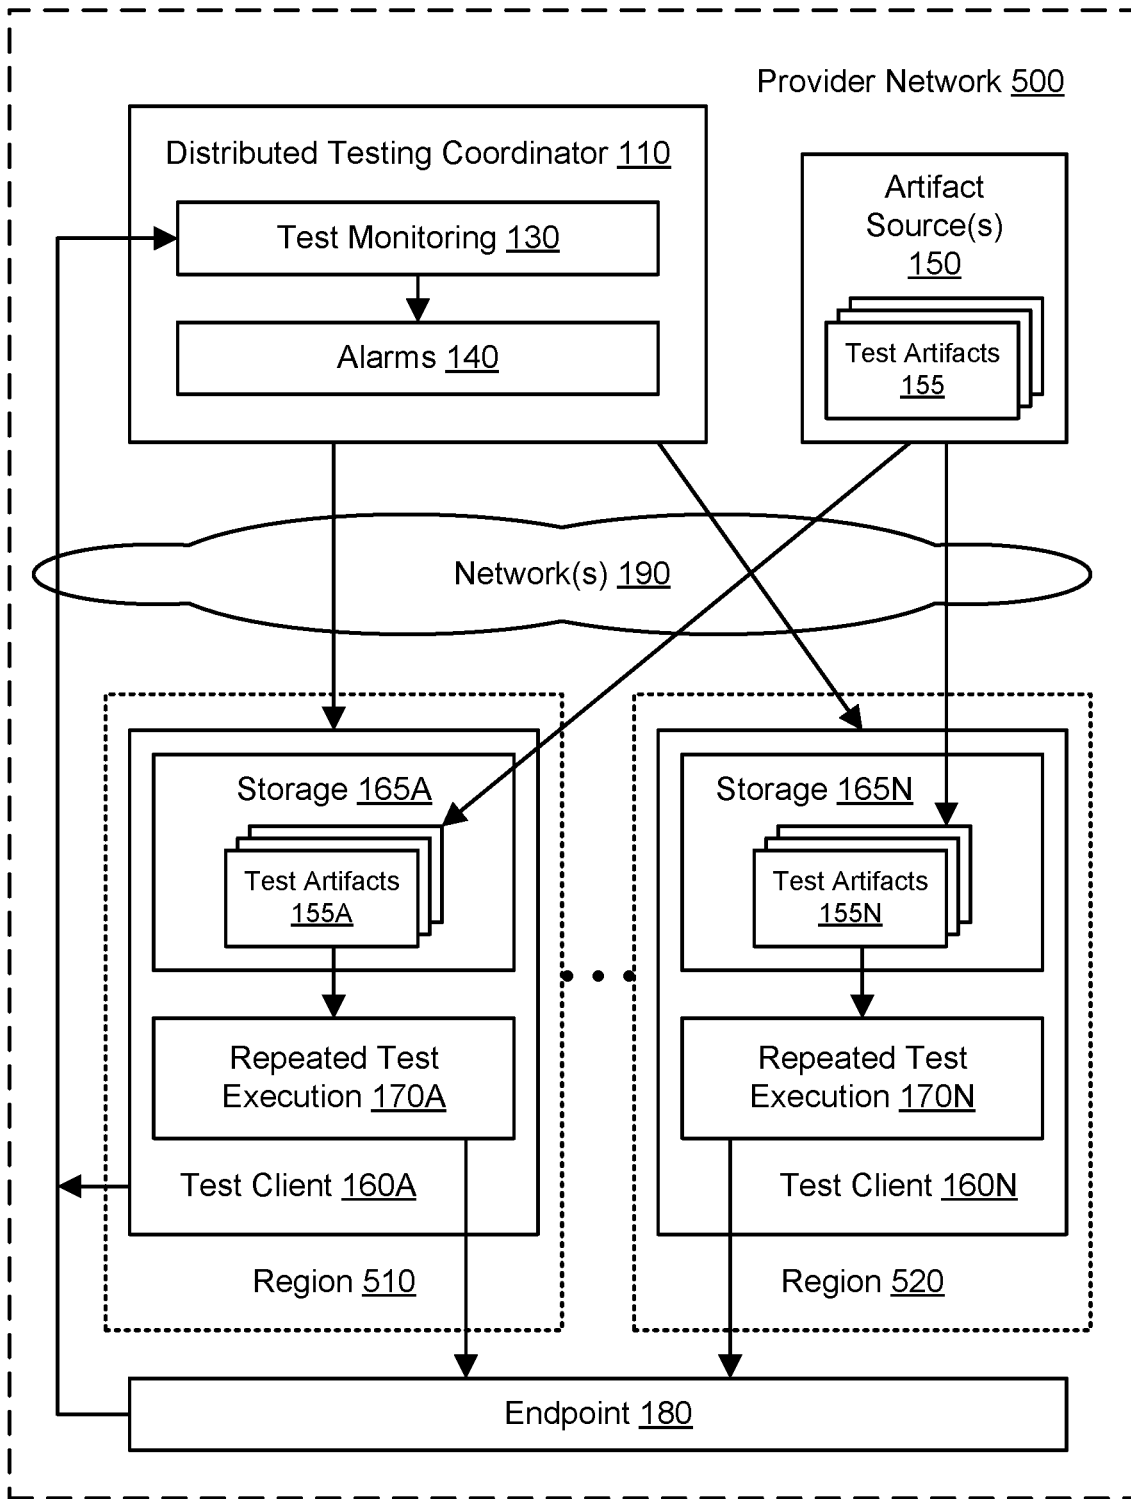 Provider Network 500
Distributed Testing Coordinator 110
Test Monitoring 130
Alarms 140
Artifact
Source(s)
150
Test Artifacts
155
Network(s) 190
Storage 165A
Test Artifacts
155A
Repeated Test
Execution 170A
Test Client 160A
Region 510
Storage 165N
Test Artifacts
155N
Repeated Test
Execution 170N
Test Client 160N
Region 520
Endpoint 180